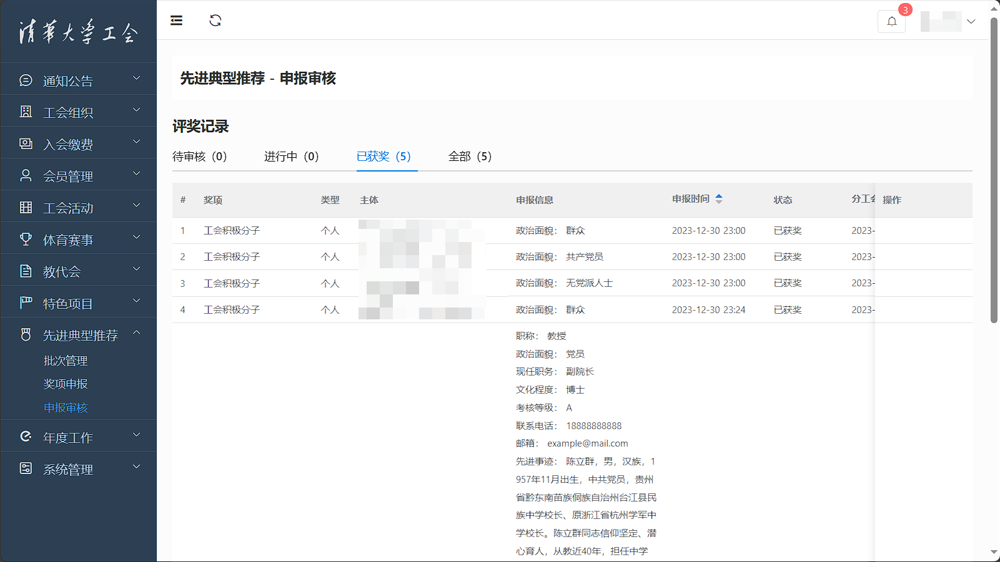 清華大学工会
3
通知公告
工会组织
入会缴费
会员管理
工会活动
体育赛事
教代会
特色项目
先进典型推荐
批次管理
奖项申报
申报审核
年度工作
系统管理
先进典型推荐 - 申报审核
评奖记录
待审核（0） 进行中（0） 已获奖（5） 全部（5）
# 奖项 类型 主体 申报信息 申报时间 状态 分工会 操作
1 工会积极分子 个人 政治面貌： 群众 2023-12-30 23:00 已获奖 2023-
2 工会积极分子 个人 政治面貌： 共产党员 2023-12-30 23:00 已获奖 2023-
3 工会积极分子 个人 政治面貌： 无党派人士 2023-12-30 23:00 已获奖 2023-
4 工会积极分子 个人 政治面貌： 群众 2023-12-30 23:24 已获奖 2023-
职称： 教授
政治面貌： 党员
现任职务： 副院长
文化程度： 博士
考核等级： A
联系电话： 18888888888
邮箱： example@mail.com
先进事迹： 陈立群，男，汉族，1
957年11月出生，中共党员，贵州
省黔东南苗族侗族自治州台江县民
族中学校长、原浙江省杭州学军中
学校长。陈立群同志信仰坚定、潜
心育人，从教近40年，担任中学